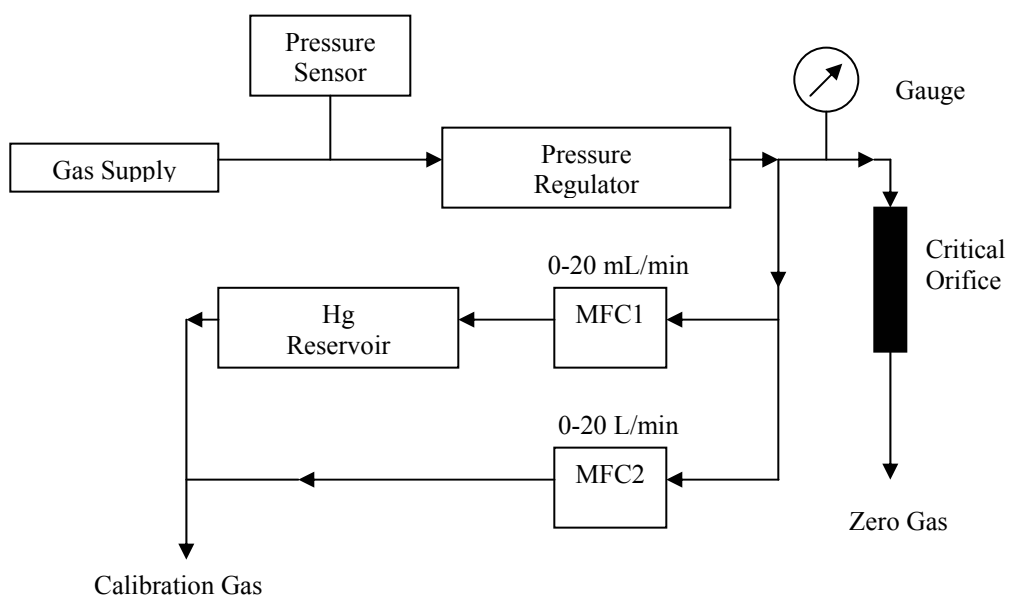 Pressure
Sensor
Gauge
Gas Supply
Pressure
Regulator
Critical
Orifice
0-20 mL/min
Hg
Reservoir
MFC1
0-20 L/min
MFC2
Zero Gas
Calibration Gas